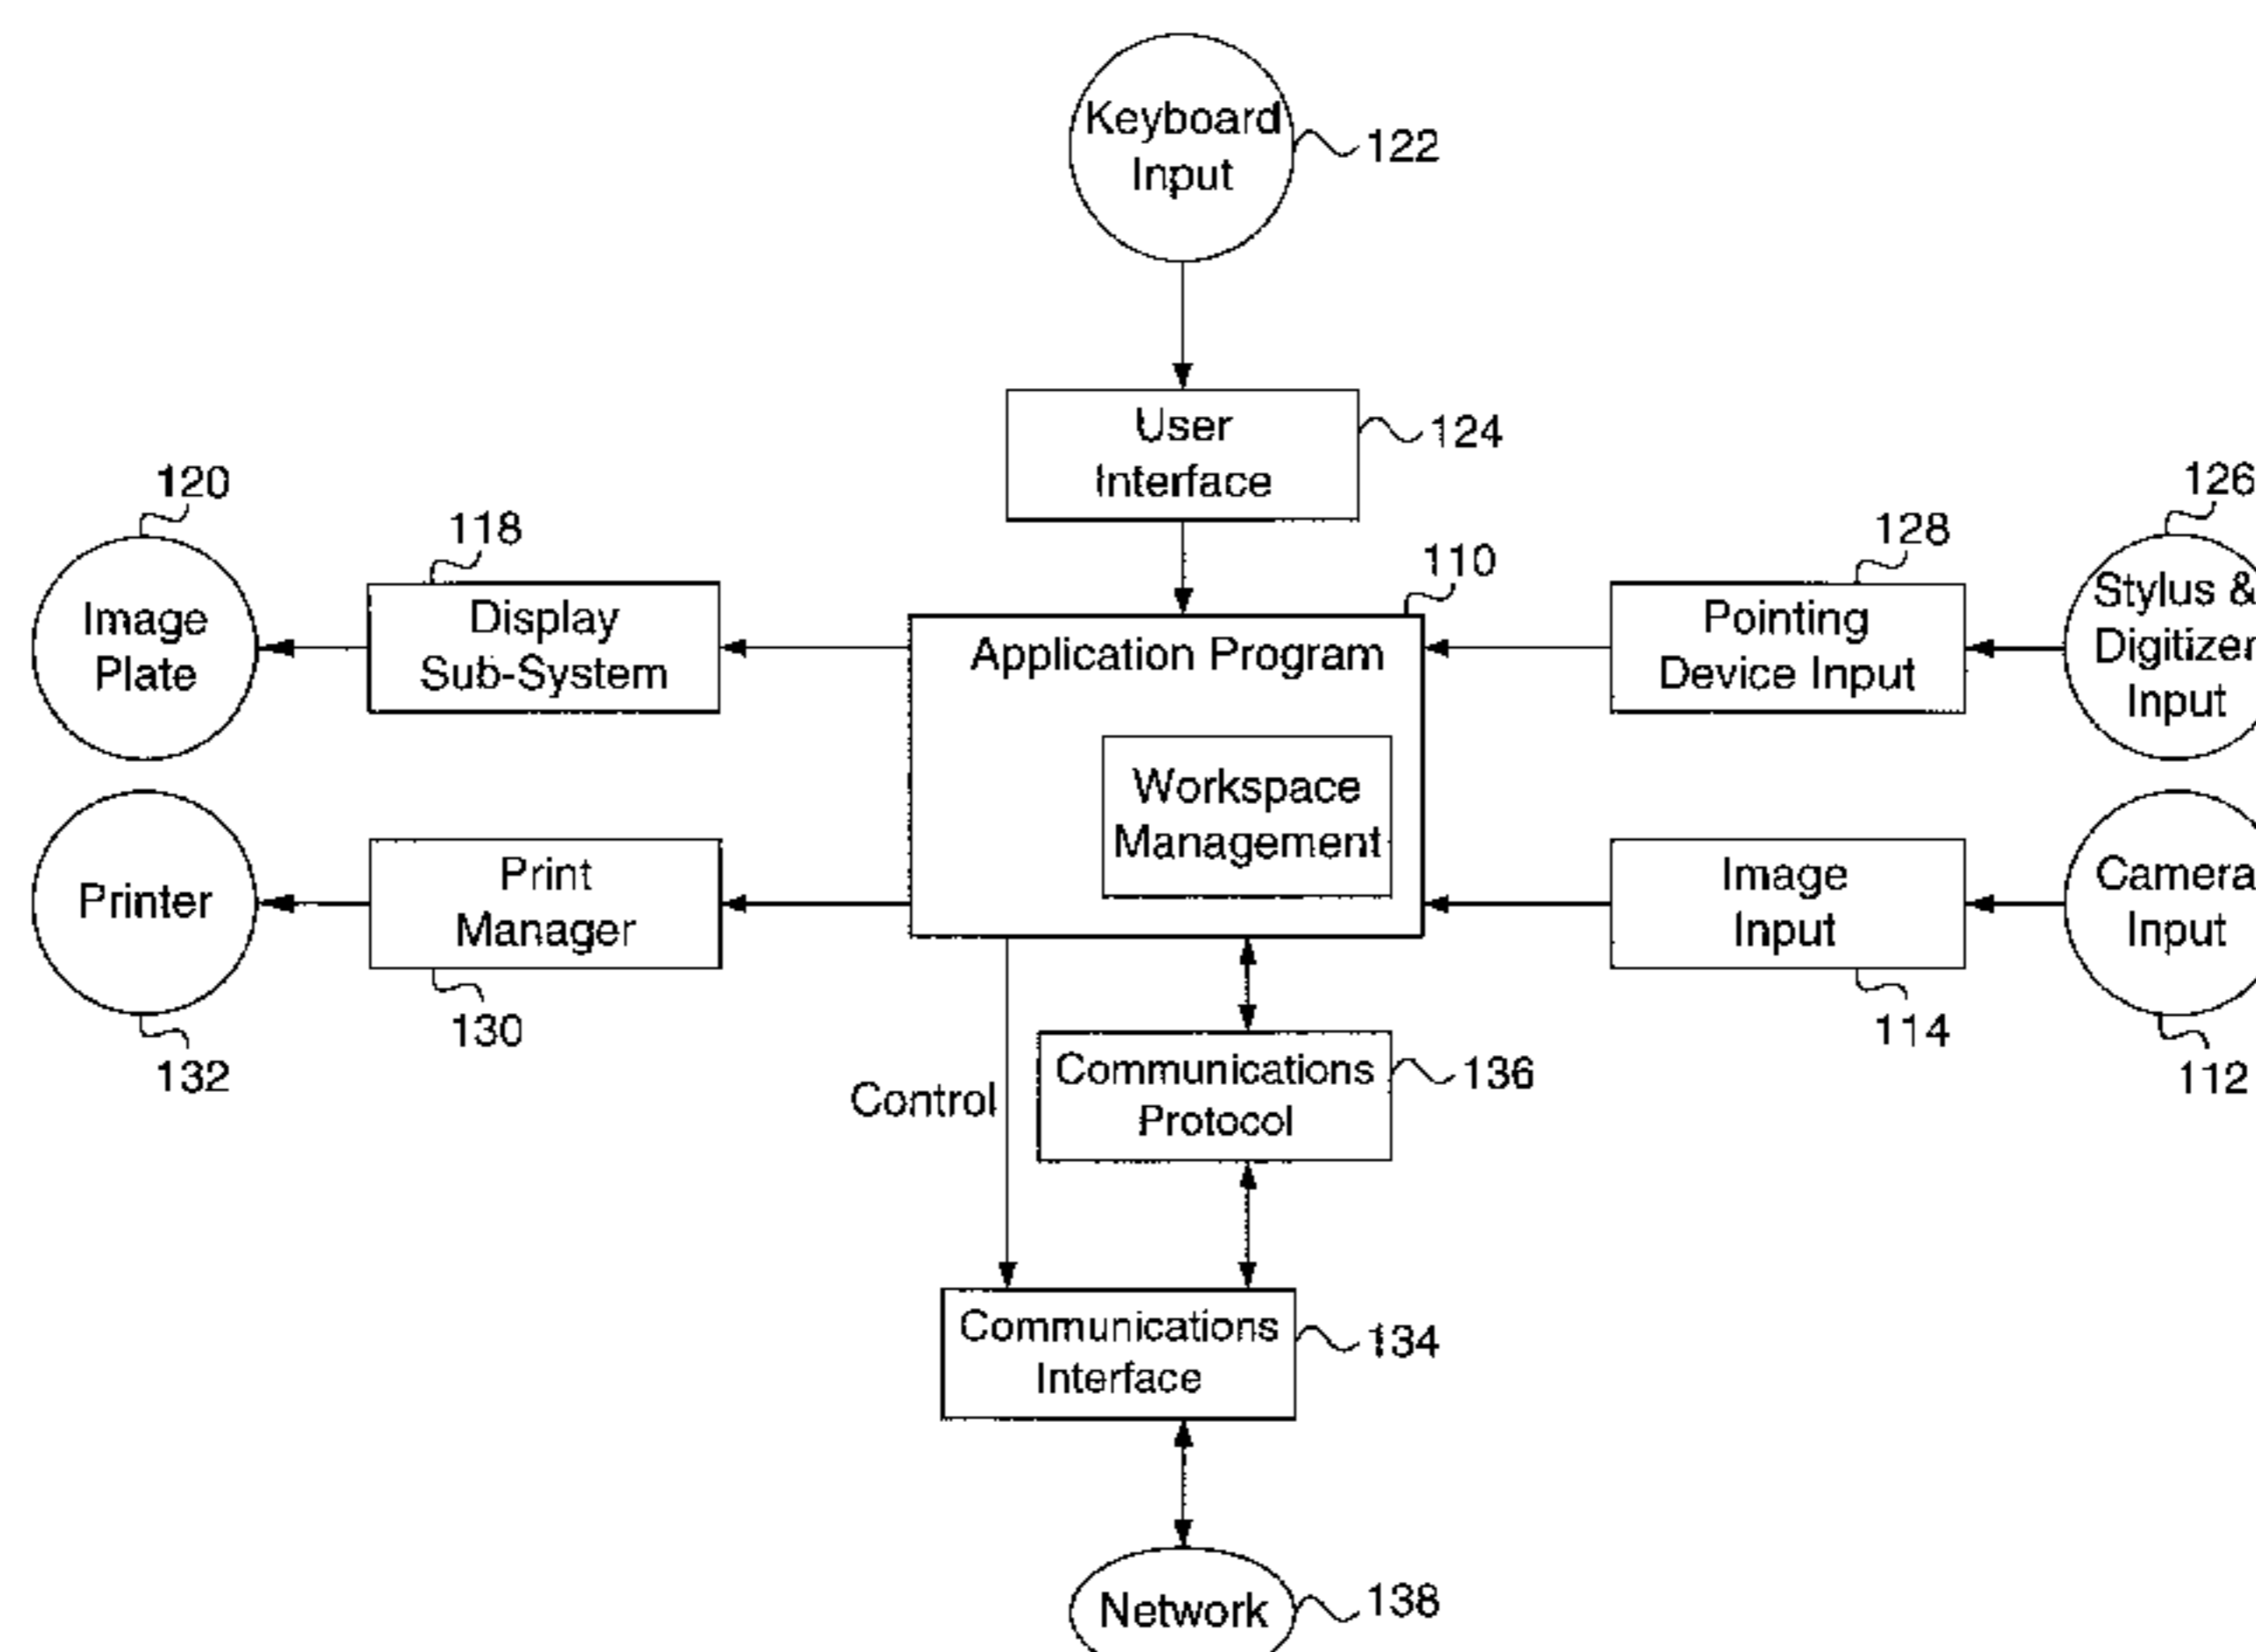 Keyboard
Input
122
User
Interface
124
120
118
110
128
126
Image
Plate
Display
Sub-System
Application Program
Pointing
Device Input
Stylus &
Digitizer
Input
Workspace
Management
Printer
Print
Manager
Image
Input
Camera
Input
132
130
114
112
Control
Communications
Protocol
136
Communications
Interface
134
Network
138